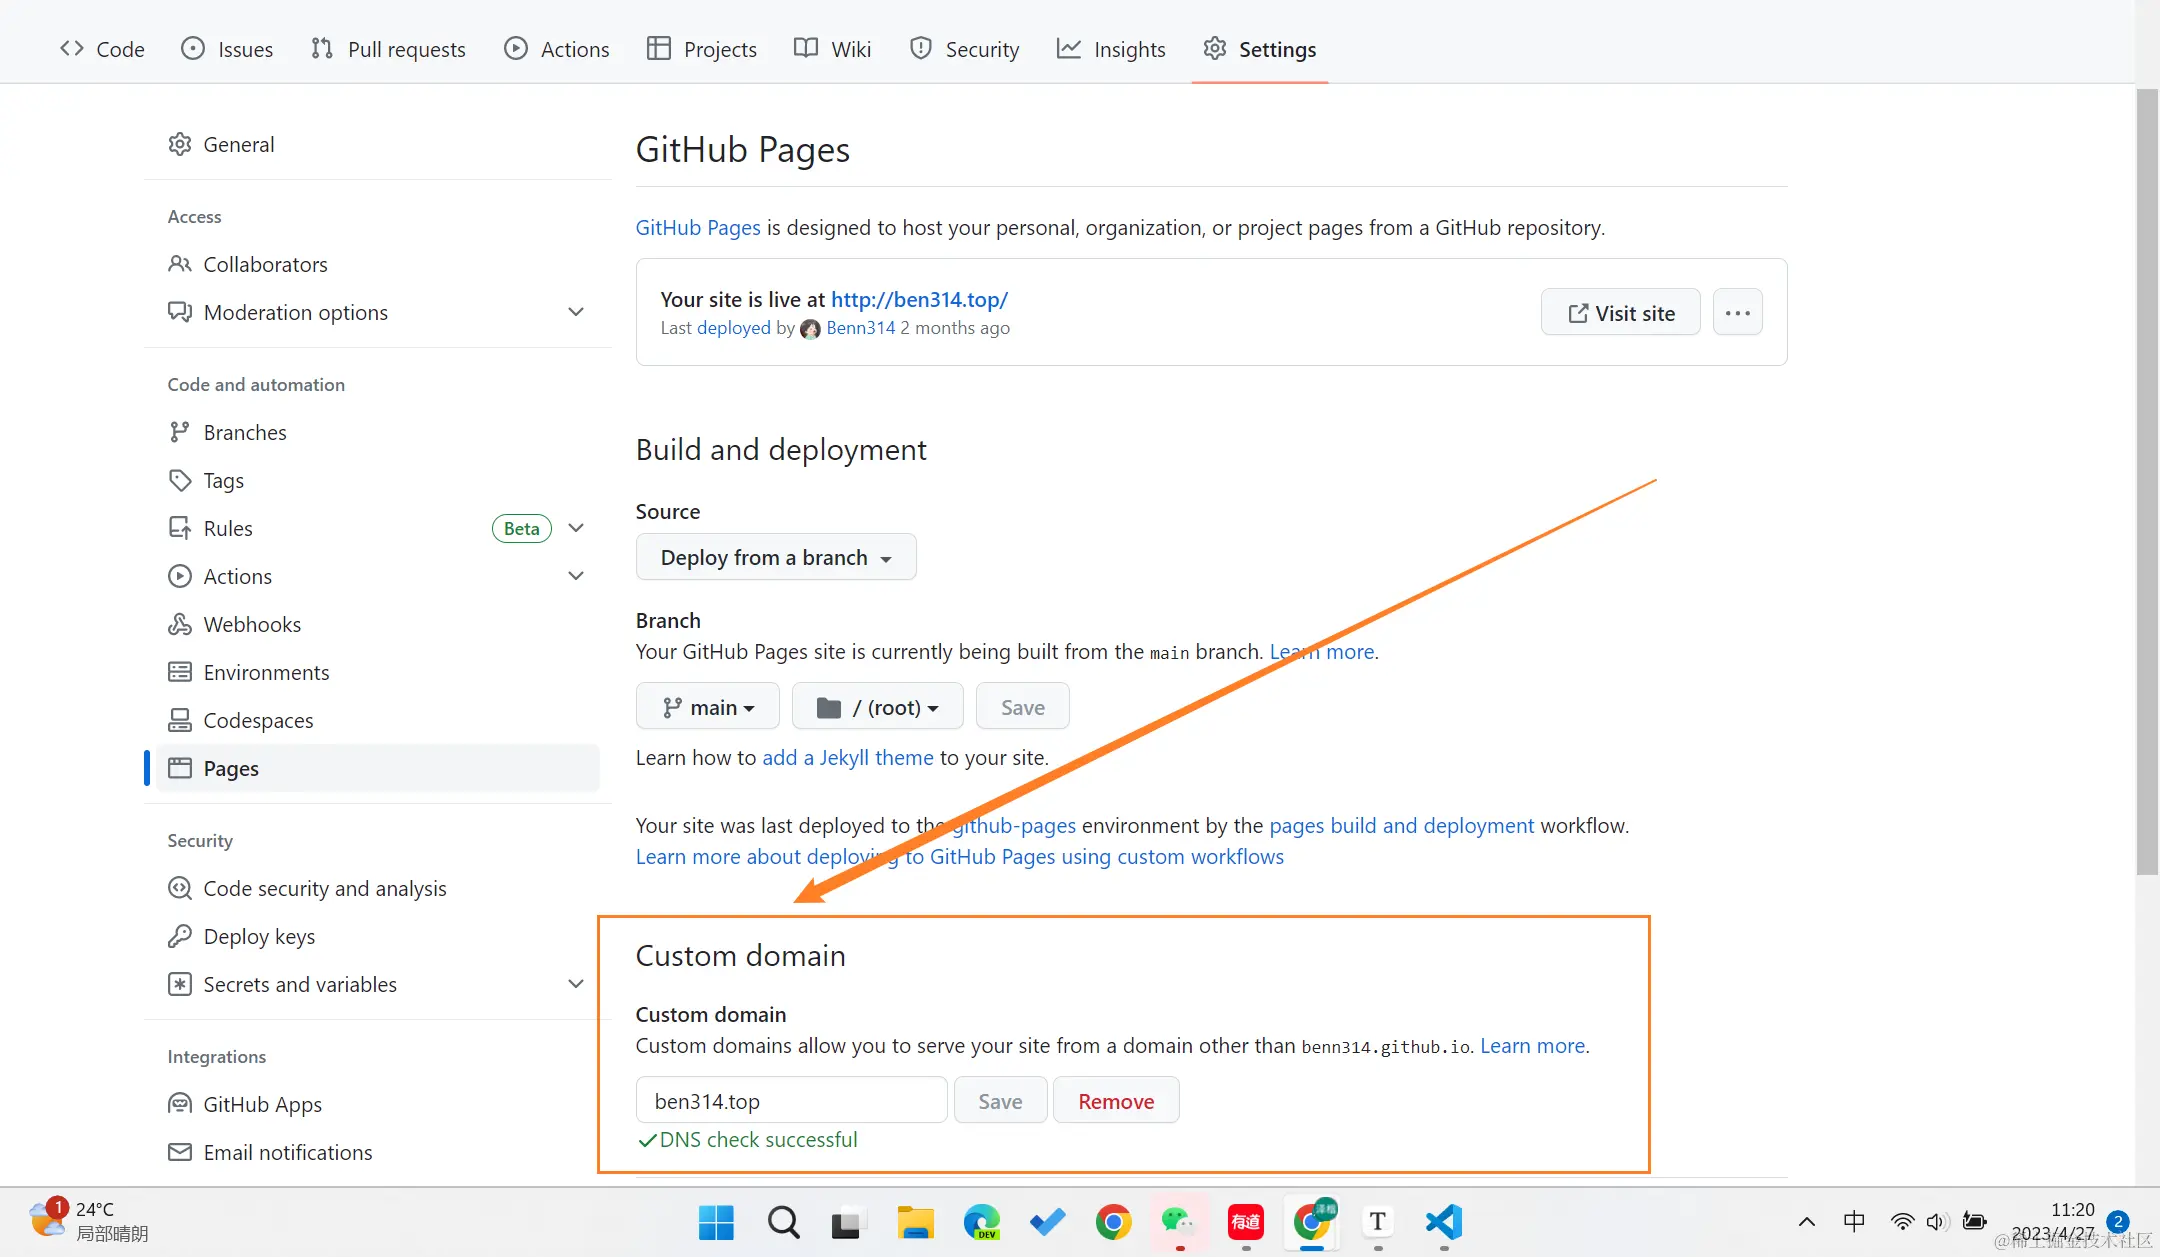 Code Issues Pull requests Actions Projects Wiki Security Insights Settings
General
Access
Collaborators
Moderation options
Code and automation
Branches
Tags
Rules Beta
Actions
Webhooks
Environments
Codespaces
Pages
Security
Code security and analysis
Deploy keys
Secrets and variables
Integrations
GitHub Apps
Email notifications
GitHub Pages
GitHub Pages is designed to host your personal, organization, or project pages from a GitHub repository.
Your site is live at http://ben314.top/
Last deployed by Benn314 2 months ago
Visit site
Build and deployment
Source
Deploy from a branch
Branch
Your GitHub Pages site is currently being built from the main branch. Learn more.
main / (root) Save
Learn how to add a Jekyll theme to your site.
Your site was last deployed to the github-pages environment by the pages build and deployment workflow.
Learn more about deploying to GitHub Pages using custom workflows
Custom domain
Custom domain
Custom domains allow you to serve your site from a domain other than benn314.github.io. Learn more.
ben314.top Save Remove
DNS check successful
1 24°C
局部晴朗
DEV
有道
T
中
11:20
2023/4/27
2
@稀土掘金技术社区